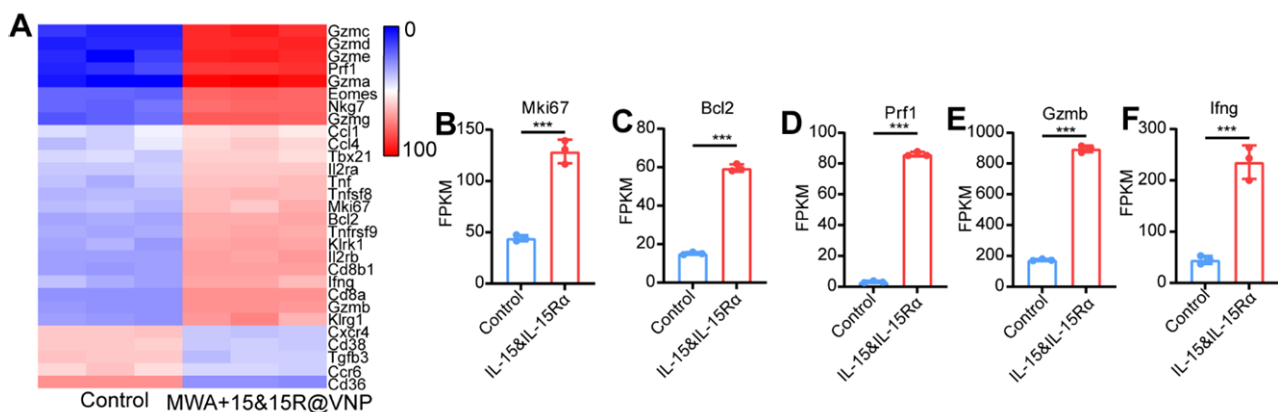 A
0
100
Gzmc
Gzmd
Gzme
Prf1
Gzma
Eomes
Nkg7
Gzmg
Ccl1
Ccl4
Tbx21
Il2ra
Tnf
Tnfsf8
Mki67
Bcl2
Tnfrsf9
Klrk1
Il2rb
Cd8b1
Ifng
Cd8a
Gzmb
Klrg1
Cxcr4
Cd38
Tgfb3
Ccr6
Cd36
Control MWA+15&15R@VNP
B
Mki67
***
FPKM
150
100
50
0
Control
IL-15&IL-15Rα
C
Bcl2
***
FPKM
80
60
40
20
0
Control
IL-15&IL-15Rα
D
Prf1
***
FPKM
100
80
60
40
20
0
Control
IL-15&IL-15Rα
E
Gzmb
***
FPKM
1000
800
600
400
200
0
Control
IL-15&IL-15Rα
F
Ifng
***
FPKM
300
200
100
0
Control
IL-15&IL-15Rα